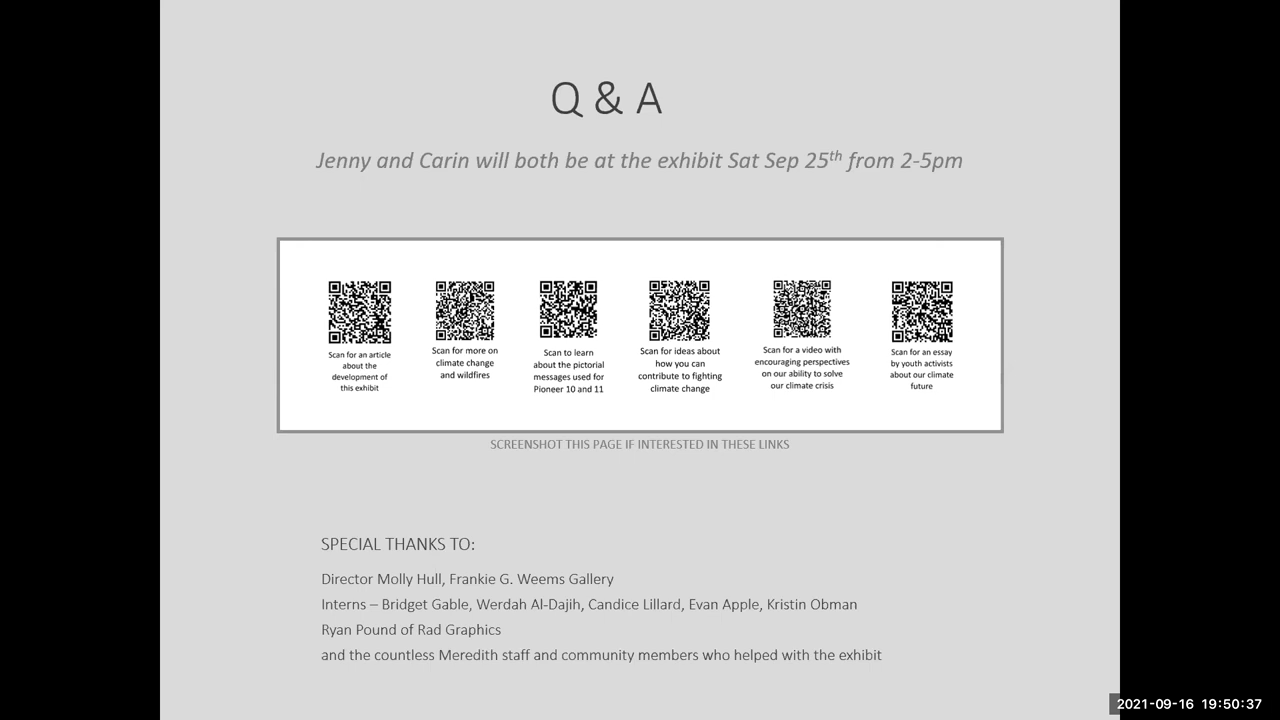 Q & A
Jenny and Carin will both be at the exhibit Sat Sep 25th from 2-5pm
Scan for an article
about the
development of
this exhibit
Scan for more on
climate change
and wildfires
Scan to learn
about the pictorial
messages used for
Pioneer 10 and 11
Scan for ideas about
how you can
contribute to fighting
climate change
Scan for a video with
encouraging perspectives
on our ability to solve
our climate crisis
Scan for an essay
by youth activists
about our climate
future
SCREENSHOT THIS PAGE IF INTERESTED IN THESE LINKS
SPECIAL THANKS TO:
Director Molly Hull, Frankie G. Weems Gallery
Interns – Bridget Gable, Werdah Al-Dajih, Candice Lillard, Evan Apple, Kristin Obman
Ryan Pound of Rad Graphics
and the countless Meredith staff and community members who helped with the exhibit
2021-09-16 19:50:37